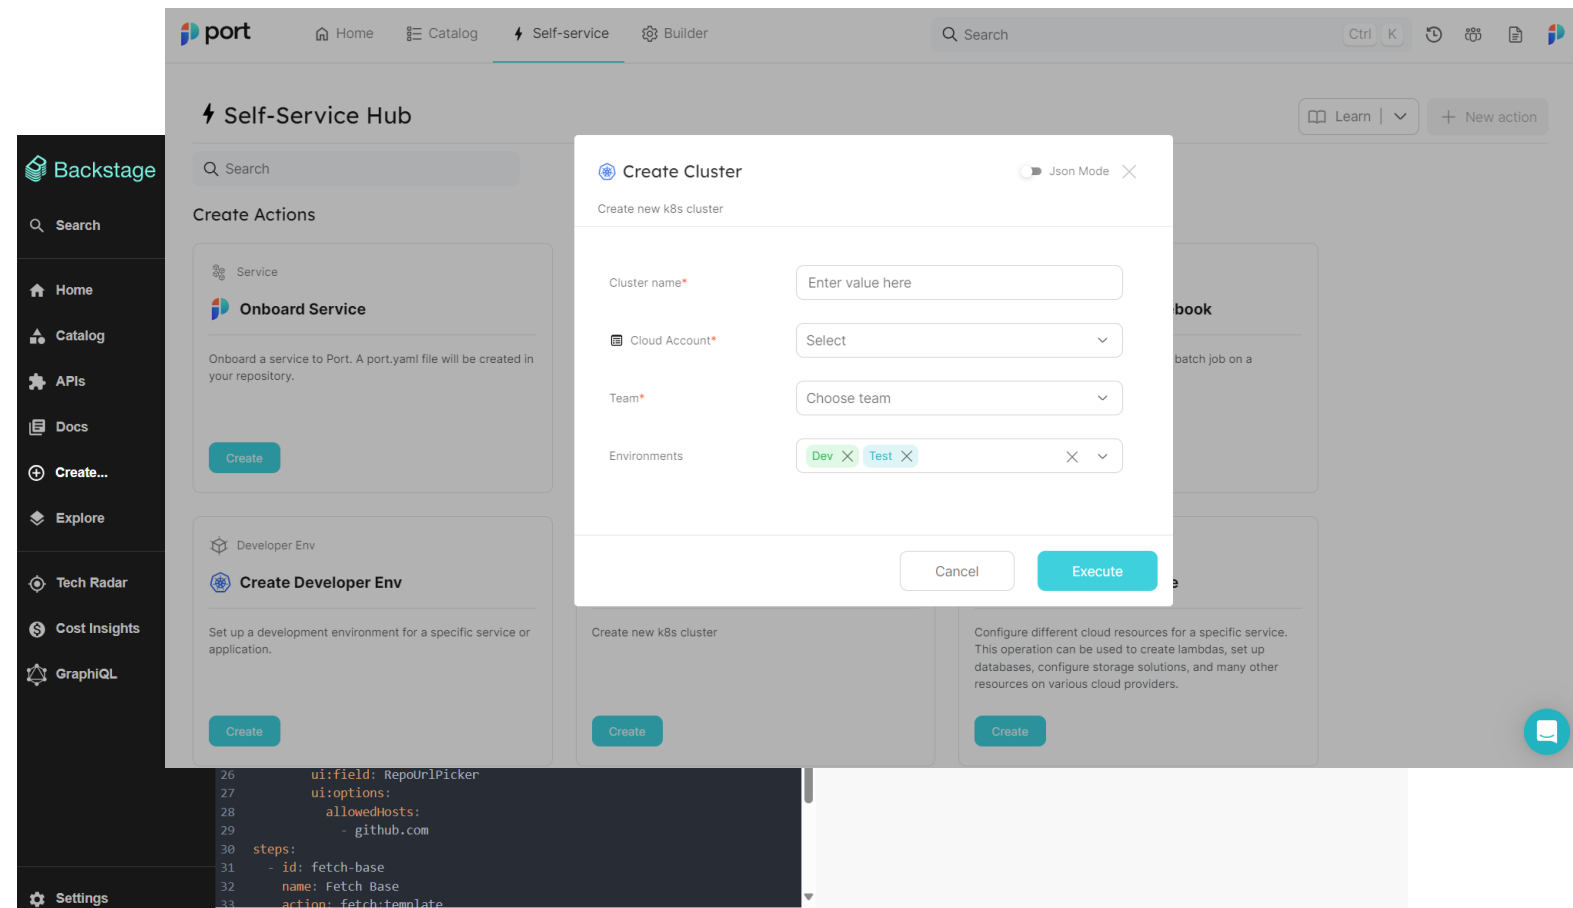 port
Home
Catalog
Self-service
Builder
Search
Ctrl
K
Self-Service Hub
Learn
New action
Search
Create Actions
Service
Onboard Service
Onboard a service to Port. A port.yaml file will be created in
your repository.
Create
book
batch job on a
Developer Env
Create Developer Env
Set up a development environment for a specific service or
application.
Create
Create new k8s cluster
Create
e
Configure different cloud resources for a specific service.
This operation can be used to create lambdas, set up
databases, configure storage solutions, and many other
resources on various cloud providers.
Create
Create Cluster
Json Mode
Create new k8s cluster
Cluster name*
Enter value here
Cloud Account*
Select
Team*
Choose team
Environments
Dev
Test
Cancel
Execute
Backstage
Search
Home
Catalog
APIs
Docs
Create...
Explore
Tech Radar
Cost Insights
GraphiQL
Settings
26 ui:field: RepoUrlPicker
27 ui:options:
28 allowedHosts:
29 - github.com
30 steps:
31 - id: fetch-base
32 name: Fetch Base
33 action: fetch:template